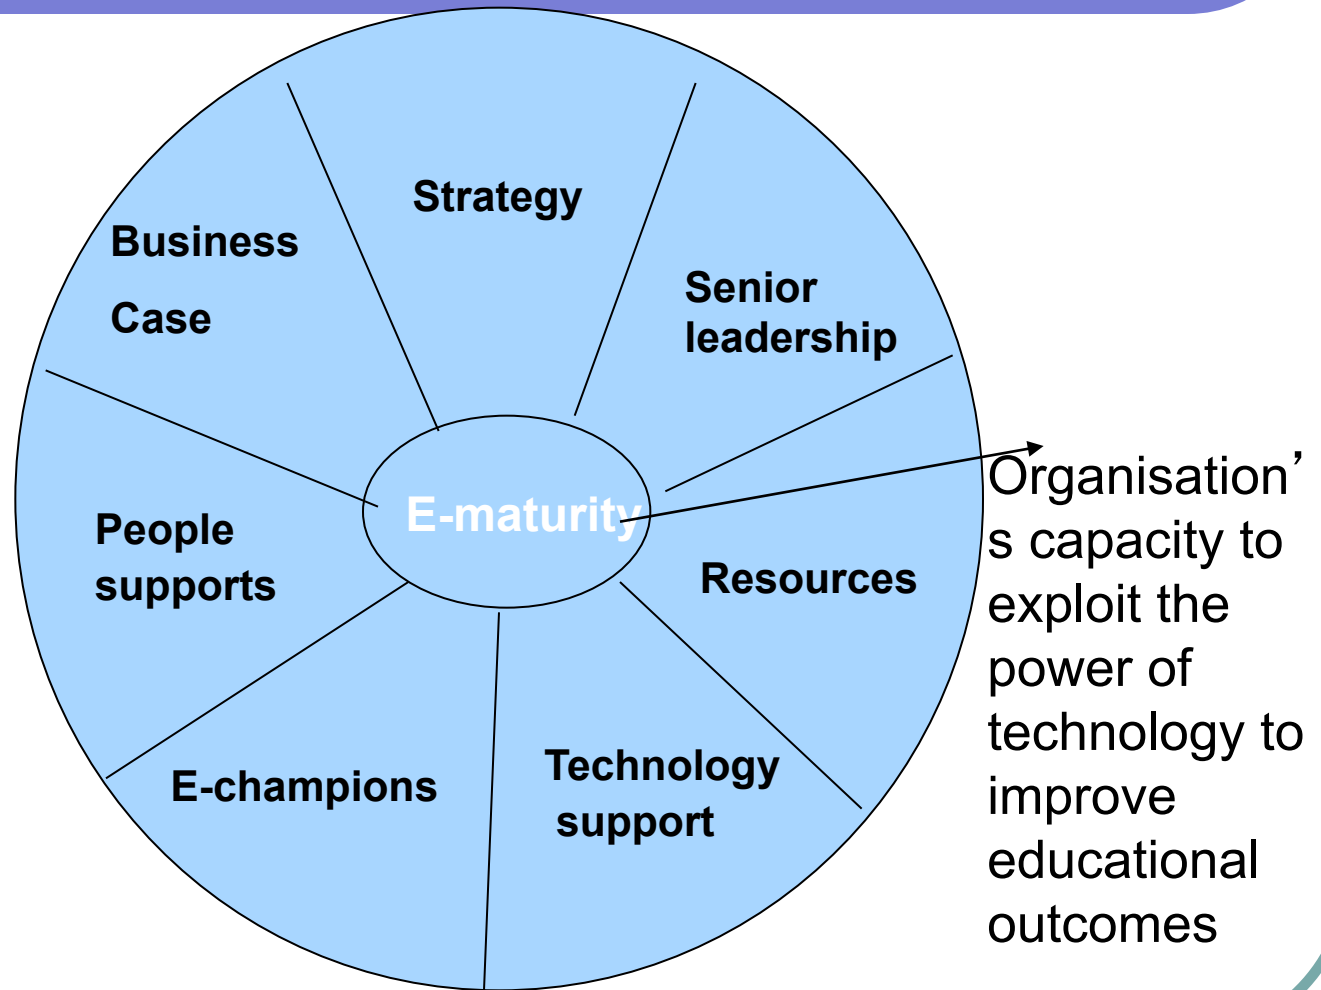 Strategy
Business
Case
Senior
leadership
E-maturity
People
supports
Resources
E-champions
Technology
support
Organisation’
s capacity to
exploit the
power of
technology to
improve
educational
outcomes